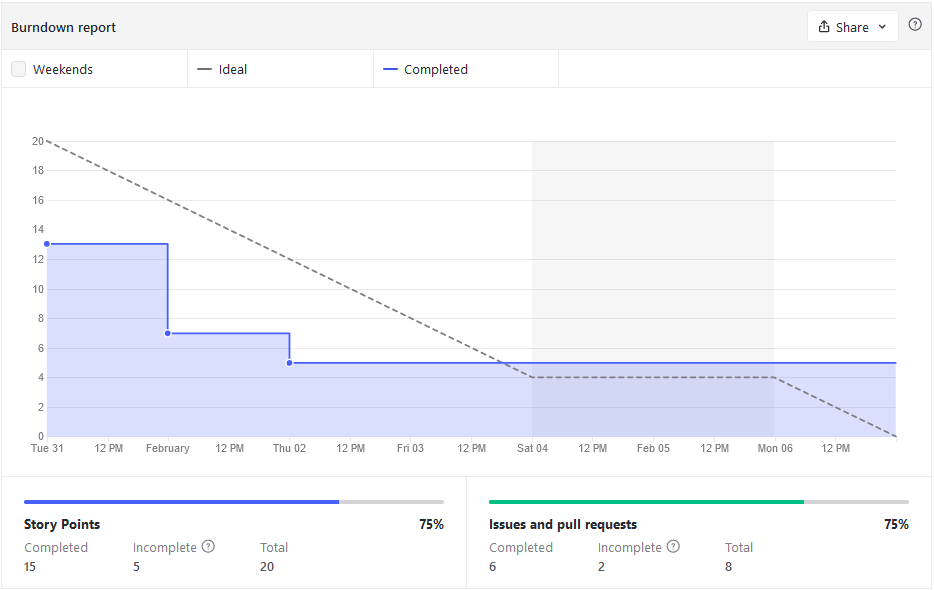 Burndown report
Share
Weekends
Ideal
Completed
20
18
16
14
12
10
8
6
4
2
0
Tue 31 12 PM February 12 PM Thu 02 12 PM Fri 03 12 PM Sat 04 12 PM Feb 05 12 PM Mon 06 12 PM
Story Points 75%
Completed Incomplete ? Total
15 5 20
Issues and pull requests 75%
Completed Incomplete ? Total
6 2 8